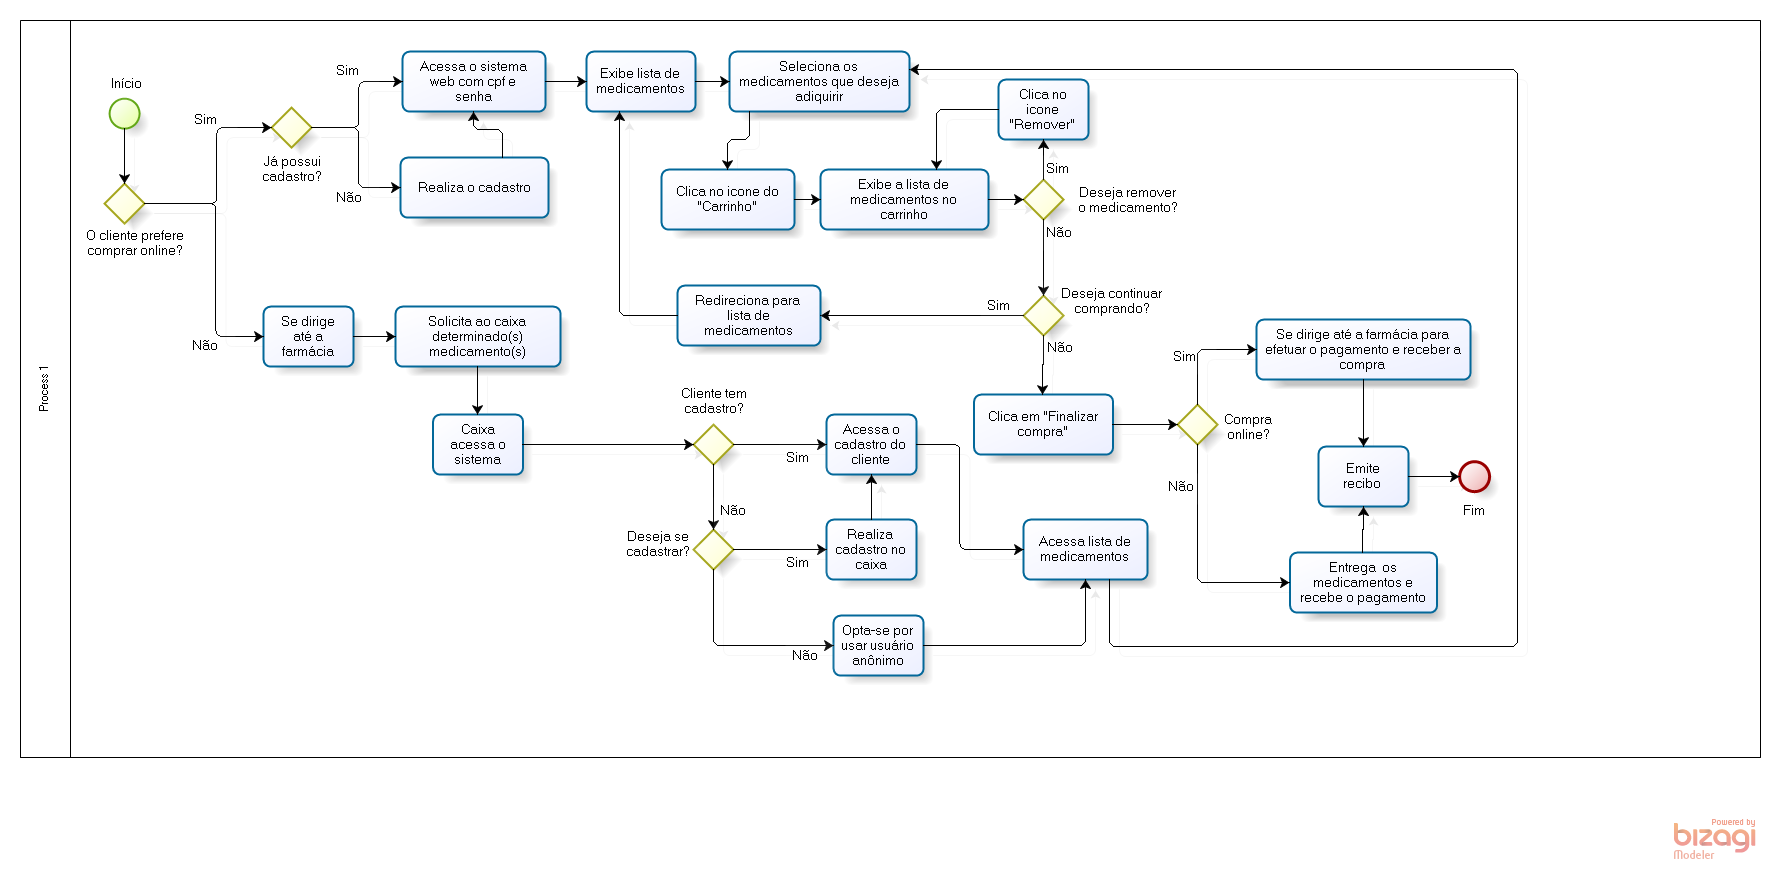 Process 1
Início
O cliente prefere
comprar online?
Sim
Não
Já possui
cadastro?
Sim
Não
Acessa o sistema
web com cpf e
senha
Realiza o cadastro
Exibe lista de
medicamentos
Seleciona os
medicamentos que deseja
adiquirir
Clica no icone do
"Carrinho"
Exibe a lista de
medicamentos no
carrinho
Clica no
icone
"Remover"
Sim
Deseja remover
o medicamento?
Não
Deseja continuar
comprando?
Sim
Redireciona para
lista de
medicamentos
Não
Clica em "Finalizar
compra"
Compra
online?
Sim
Se dirige até a farmácia para
efetuar o pagamento e receber a
compra
Não
Entrega os
medicamentos e
recebe o pagamento
Emite
recibo
Fim
Se dirige
até a
farmácia
Solicita ao caixa
determinado(s)
medicamento(s)
Caixa
acessa o
sistema
Cliente tem
cadastro?
Sim
Acessa o
cadastro do
cliente
Não
Deseja se
cadastrar?
Sim
Realiza
cadastro no
caixa
Não
Opta-se por
usar usuário
anônimo
Acessa lista de
medicamentos
Powered by
bizagi
Modeler